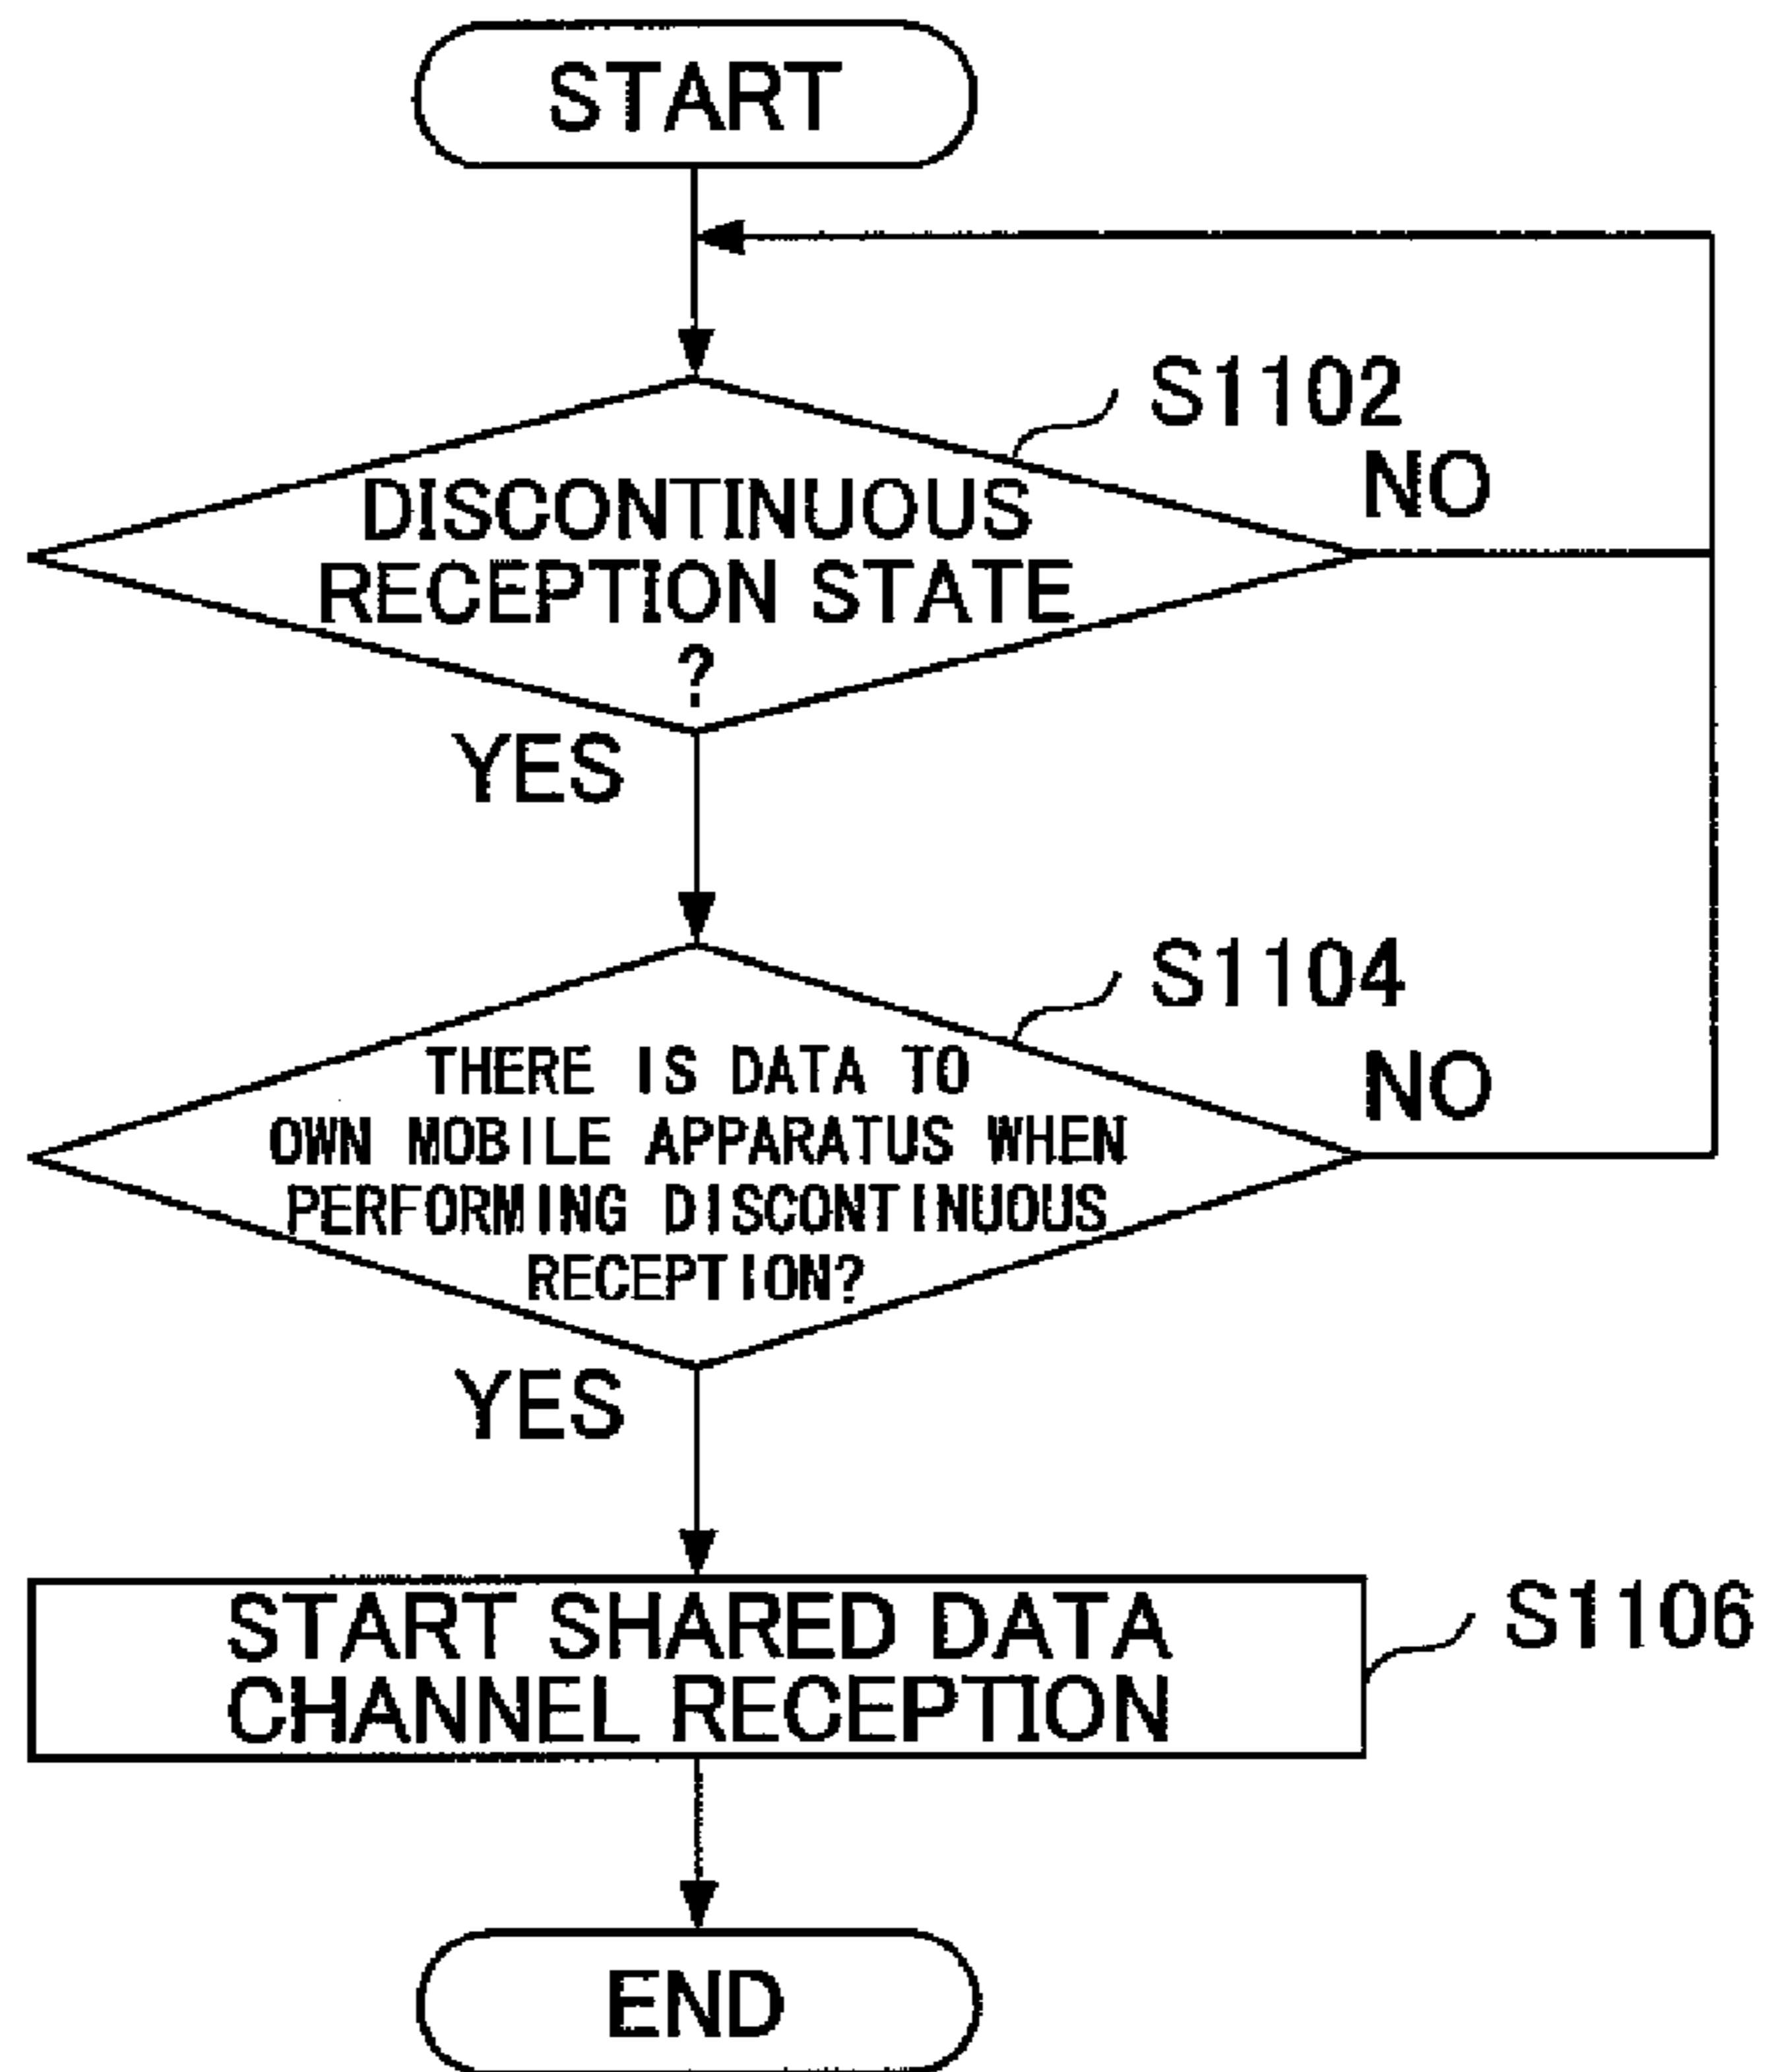 START
S1102
NO
DISCONTINUOUS
RECEPTION STATE
?
YES
S1104
NO
THERE IS DATA TO
OWN MOBILE APPARATUS WHEN
PERFORMING DISCONTINUOUS
RECEPTION?
YES
START SHARED DATA
CHANNEL RECEPTION
S1106
END